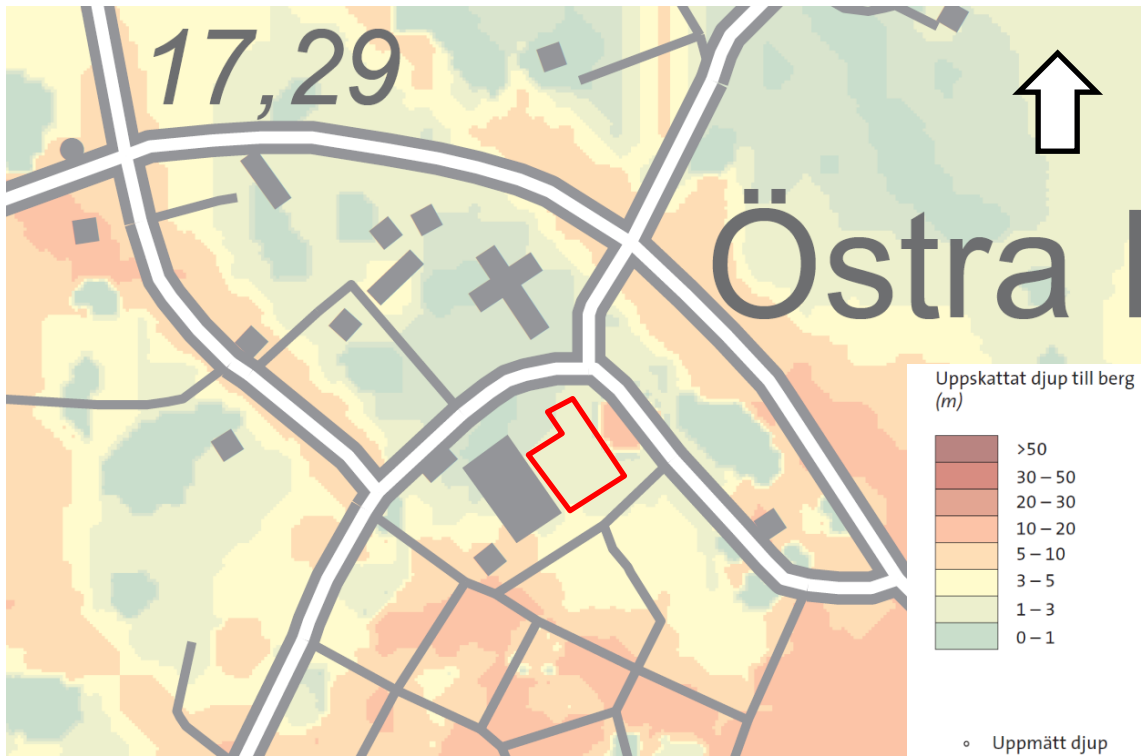 17,29
Östra
Uppskattat djup till berg
(m)
>50
30 – 50
20 – 30
10 – 20
5 – 10
3 – 5
1 – 3
0 – 1
Uppmätt djup